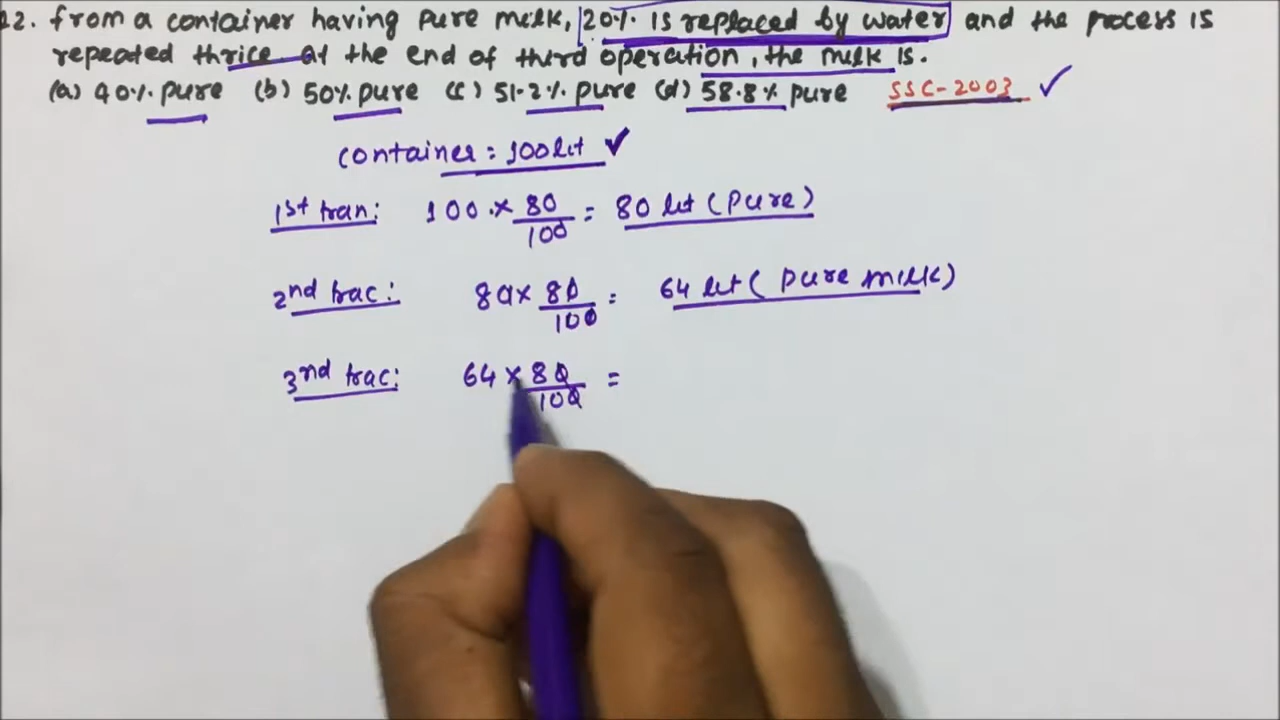 12. from a container having pure milk, 20%. is replaced by water and the process is
repeated thrice at the end of third operation, the milk is.
(a) 40%. pure (b) 50% pure (c) 51.2%. pure (d) 58.8% pure SSC-2003 ✓
container = 100 lit ✓
1st tran: 100 × 80/100 = 80 lit (pure)
2nd trac: 80 × 80/100 = 64 lit (pure milk)
3nd trac: 64 × 80/100 =